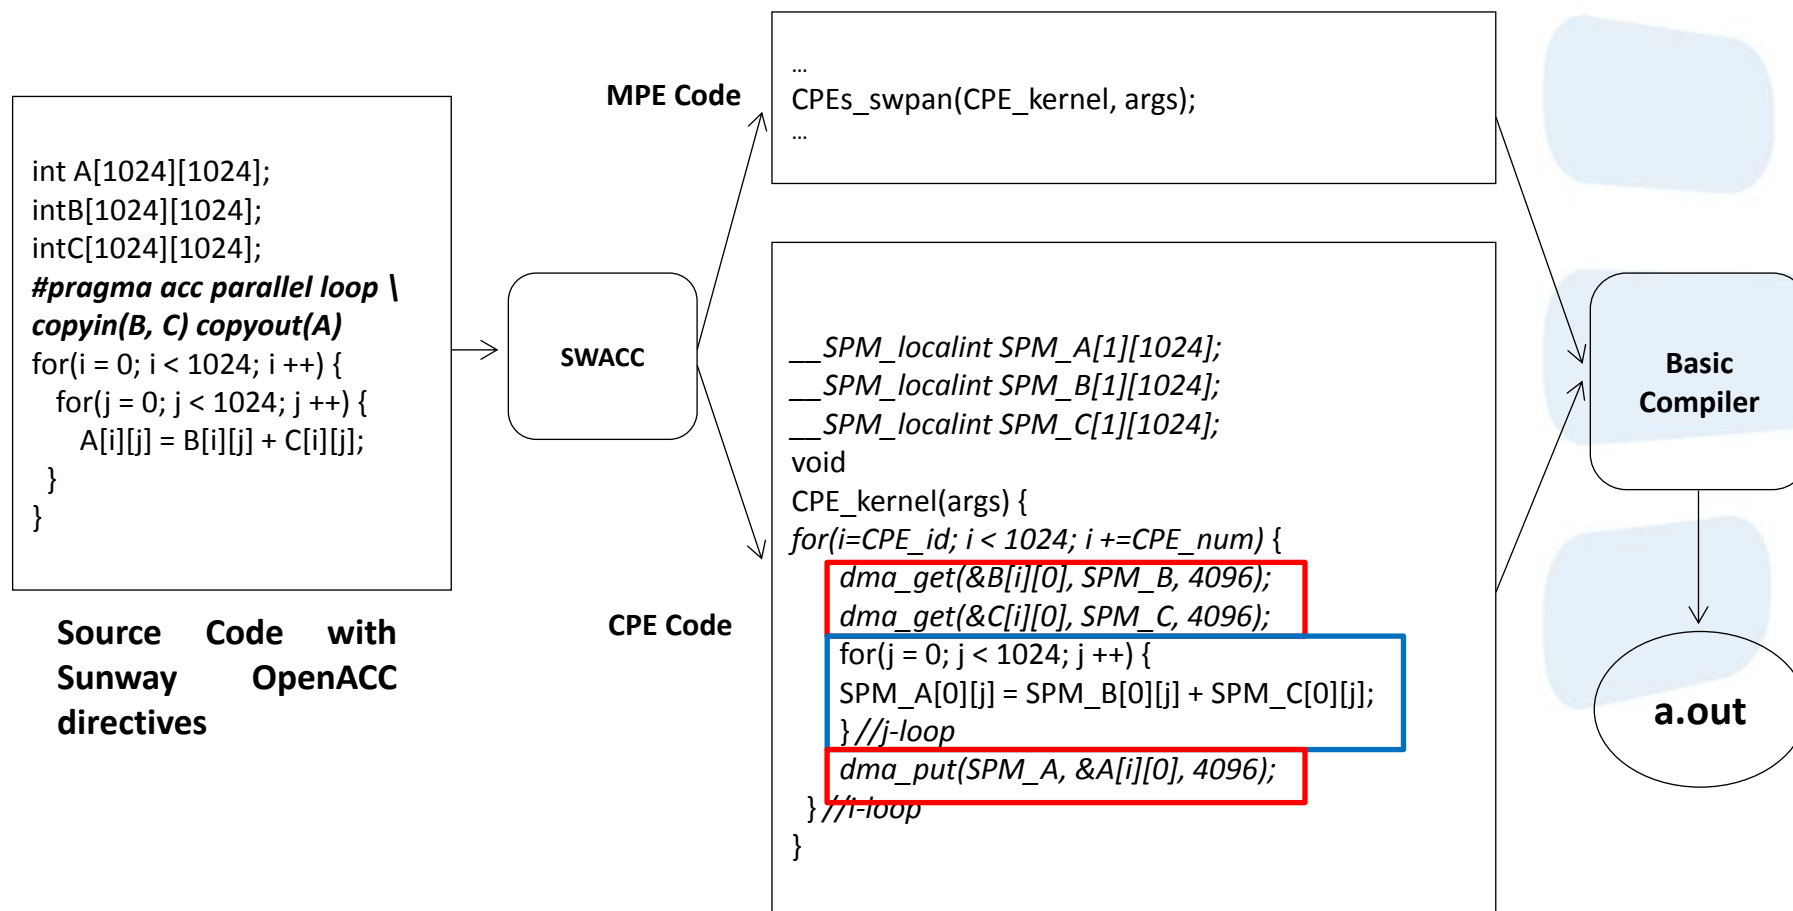 int A[1024][1024];
intB[1024][1024];
intC[1024][1024];
#pragma acc parallel loop \
copyin(B, C) copyout(A)
for(i = 0; i < 1024; i ++) {
for(j = 0; j < 1024; j ++) {
A[i][j] = B[i][j] + C[i][j];
}
}
Source Code with
Sunway OpenACC
directives
SWACC
MPE Code
...
CPEs_swpan(CPE_kernel, args);
...
CPE Code
__SPM_localint SPM_A[1][1024];
__SPM_localint SPM_B[1][1024];
__SPM_localint SPM_C[1][1024];
void
CPE_kernel(args) {
for(i=CPE_id; i < 1024; i +=CPE_num) {
dma_get(&B[i][0], SPM_B, 4096);
dma_get(&C[i][0], SPM_C, 4096);
for(j = 0; j < 1024; j ++) {
SPM_A[0][j] = SPM_B[0][j] + SPM_C[0][j];
} //j-loop
dma_put(SPM_A, &A[i][0], 4096);
} //i-loop
}
Basic
Compiler
a.out